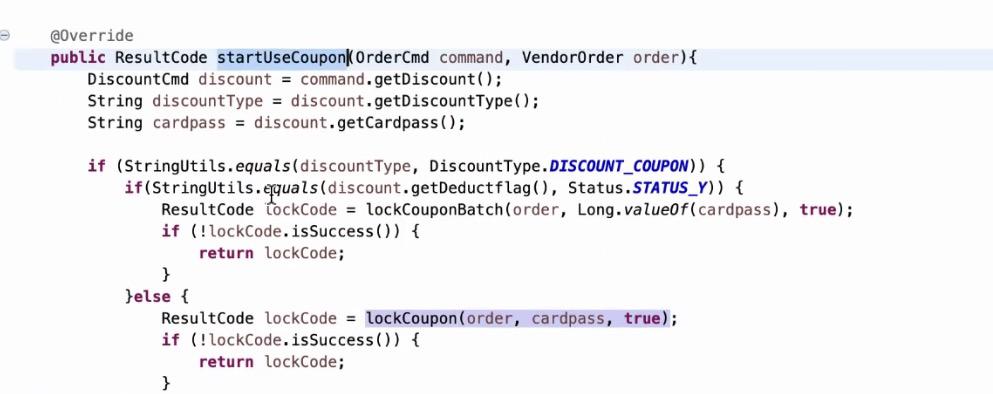 @Override
public ResultCode startUseCoupon(OrderCmd command, VendorOrder order){
DiscountCmd discount = command.getDiscount();
String discountType = discount.getDiscountType();
String cardpass = discount.getCardpass();
if (StringUtils.equals(discountType, DiscountType.DISCOUNT_COUPON)) {
if(StringUtils.equals(discount.getDeductflag(), Status.STATUS_Y)) {
ResultCode lockCode = lockCouponBatch(order, Long.valueOf(cardpass), true);
if (!lockCode.isSuccess()) {
return lockCode;
}
}else {
ResultCode lockCode = lockCoupon(order, cardpass, true);
if (!lockCode.isSuccess()) {
return lockCode;
}